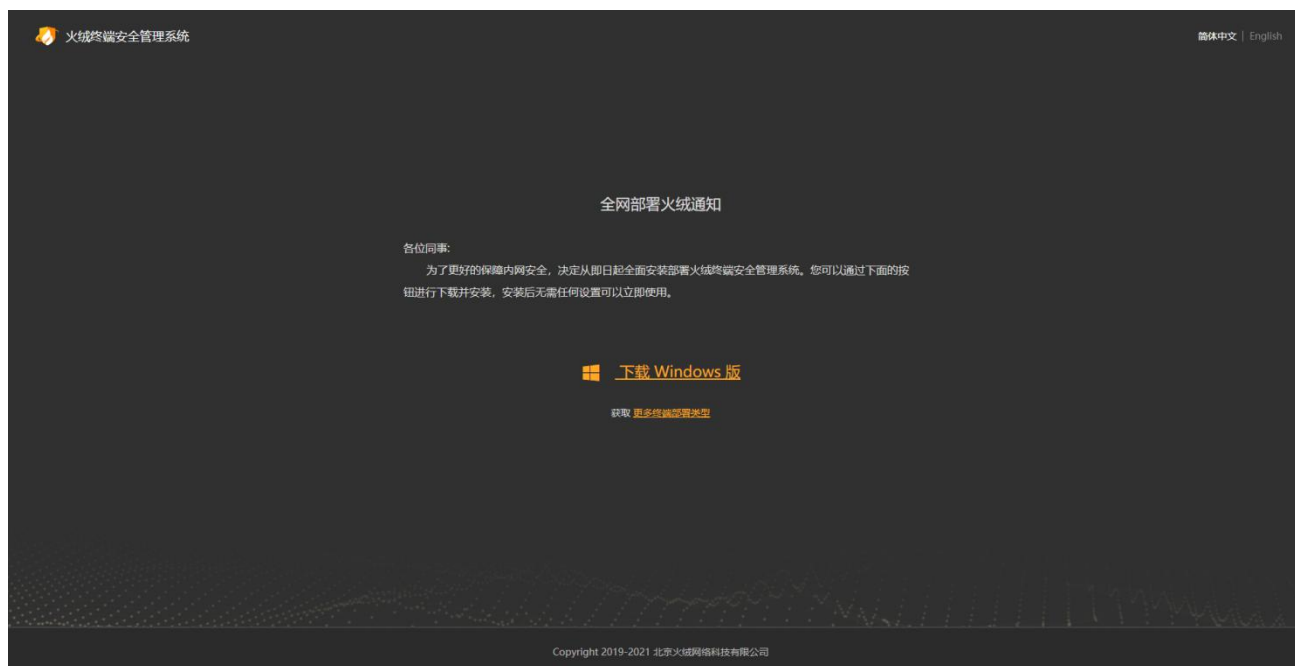 火绒终端安全管理系统
简体中文 | English
全网部署火绒通知
各位同事:
为了更好的保障内网安全，决定从即日起全面安装部署火绒终端安全管理系统。您可以通过下面的按
钮进行下载并安装，安装后无需任何设置可以立即使用。
下载 Windows 版
获取 更多终端部署类型
Copyright 2019-2021 北京火绒网络科技有限公司